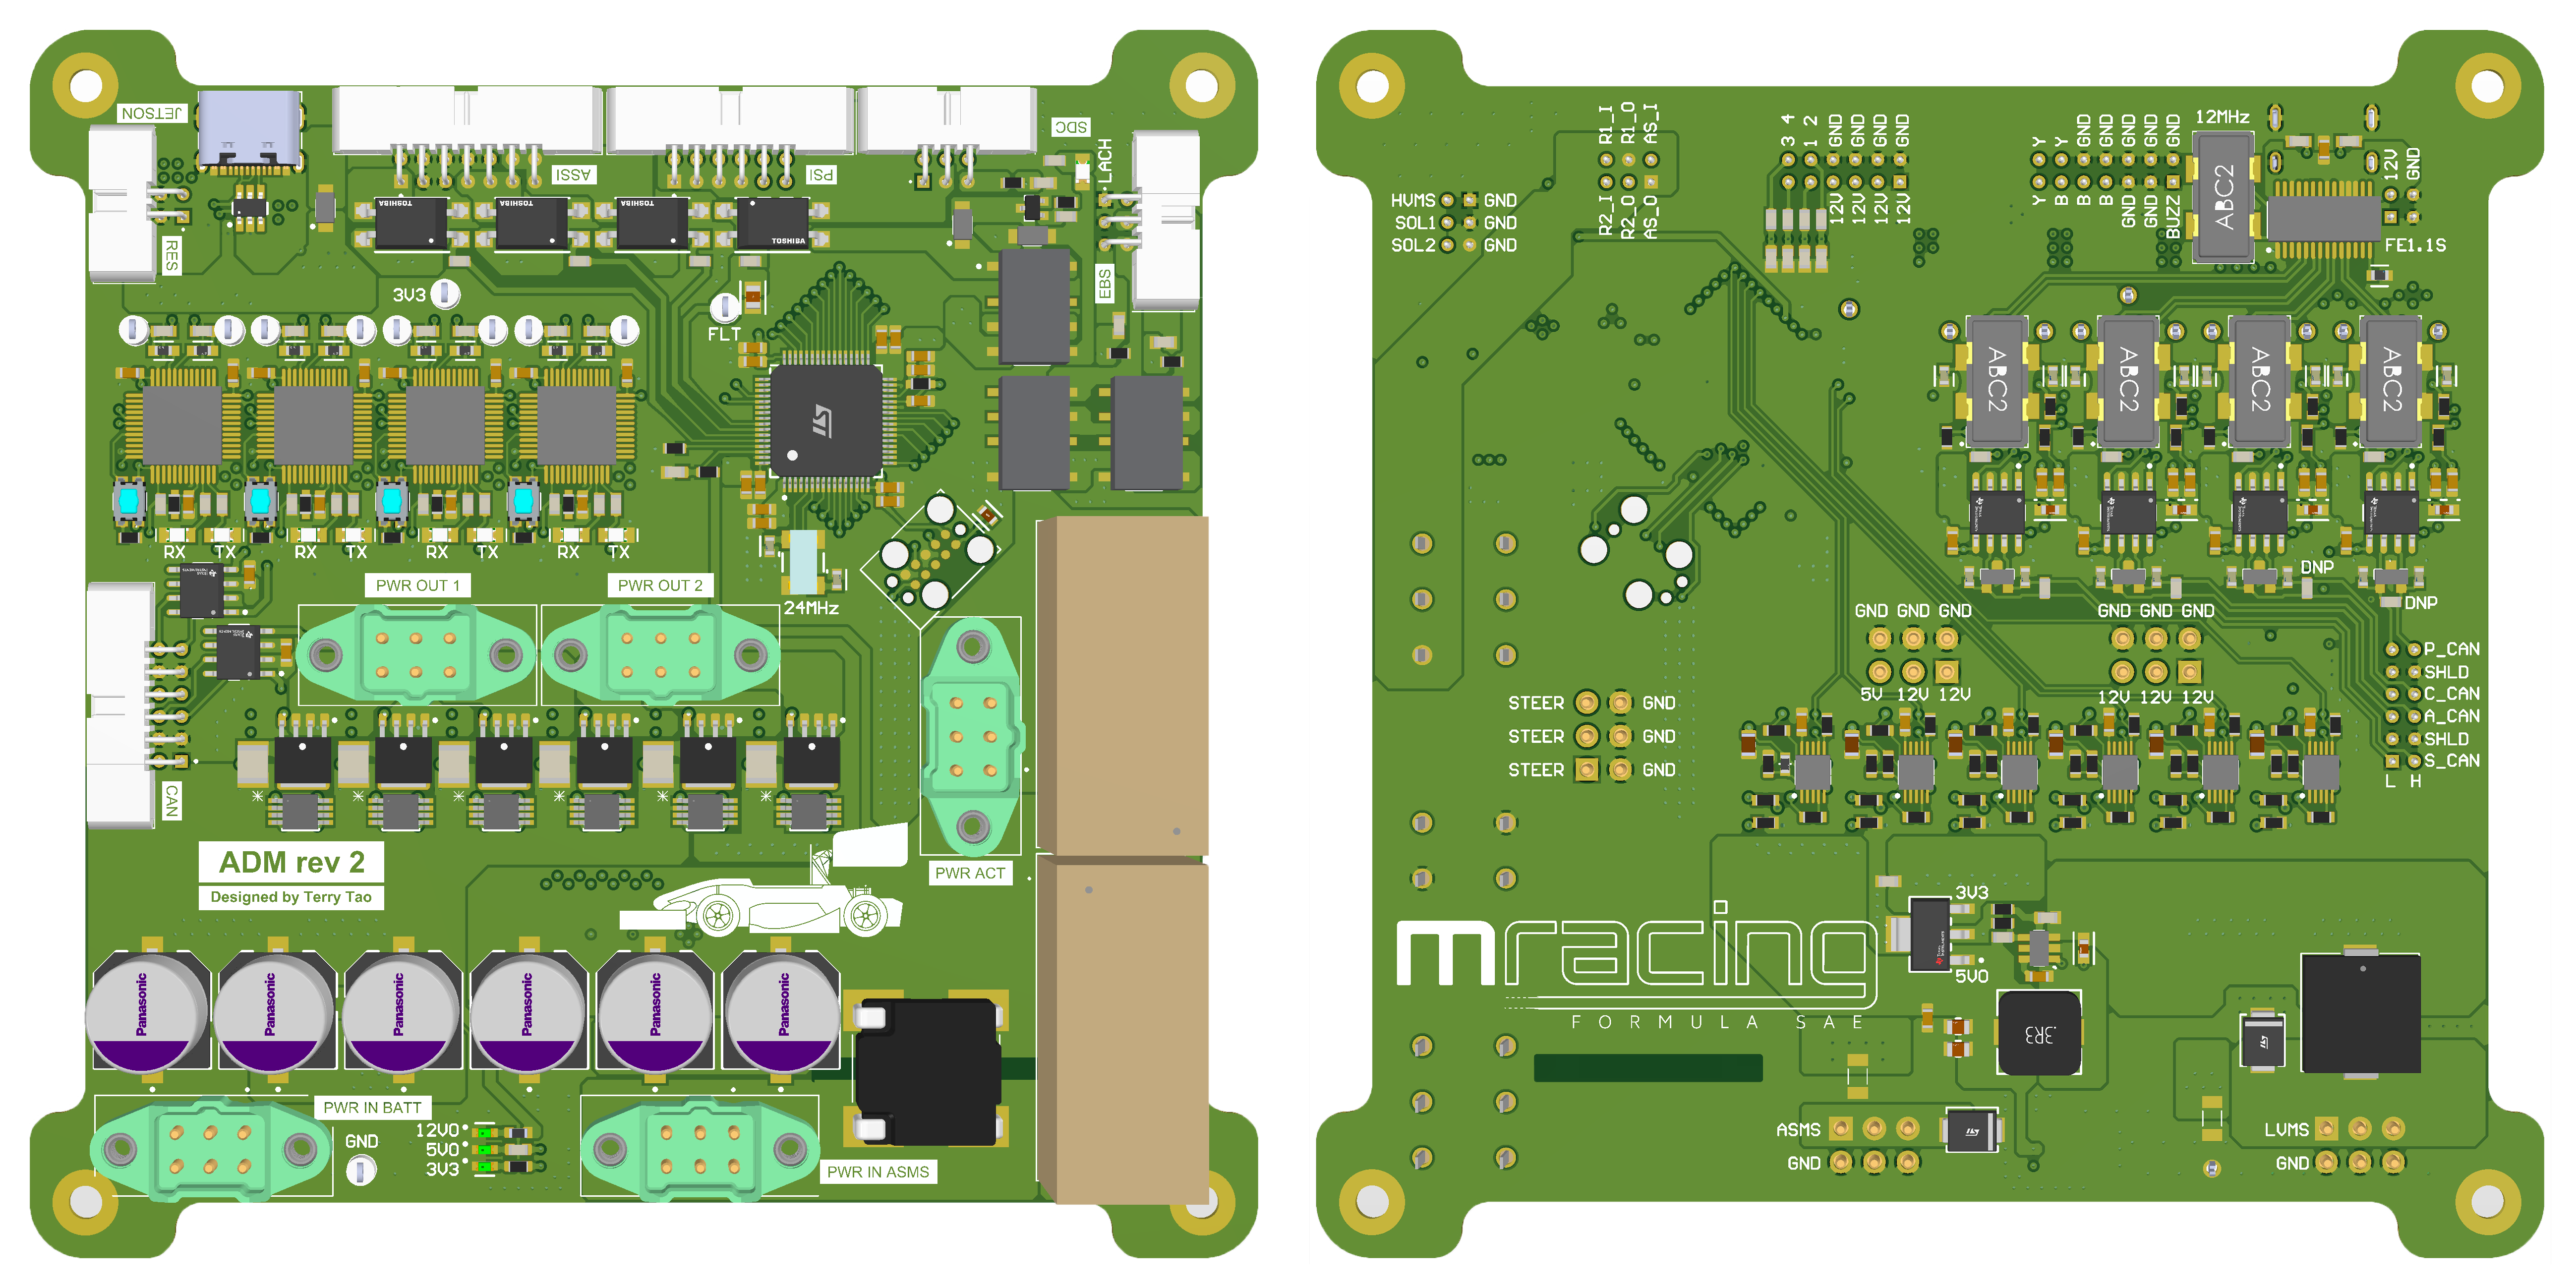 JETSON
RES
ASSI
PSI
SDC
LACH
EBS
TOSHIBA
TOSHIBA
TOSHIBA
TOSHIBA
3V3
FLT
ST
RX
TX
RX
TX
RX
TX
RX
TX
24MHz
PWR OUT 1
PWR OUT 2
PWR ACT
CAN
ADM rev 2
Designed by Terry Tao
Panasonic
Panasonic
Panasonic
Panasonic
Panasonic
Panasonic
PWR IN BATT
GND
12V0
5V0
3V3
PWR IN ASMS
HVMS GND
SOL1 GND
SOL2 GND
R1_I
R1_O
AS_I
R2_I
R2_O
AS_O
3 4
1 2
GND
GND
GND
GND
12V
12V
12V
12V
Y
Y
GND
GND
GND
GND
GND
Y
B
B
B
GND
GND
BUZZ
12MHz
ABC2
12V
GND
FE1.1S
ABC2
ABC2
ABC2
ABC2
DNP
DNP
GND GND GND
5V 12V 12V
GND GND GND
12V 12V 12V
P_CAN
SHLD
C_CAN
A_CAN
SHLD
S_CAN
L H
STEER GND
STEER GND
STEER GND
mracing
FORMULA SAE
3V3
5V0
3R3
ST
ST
ASMS
GND
LVMS
GND